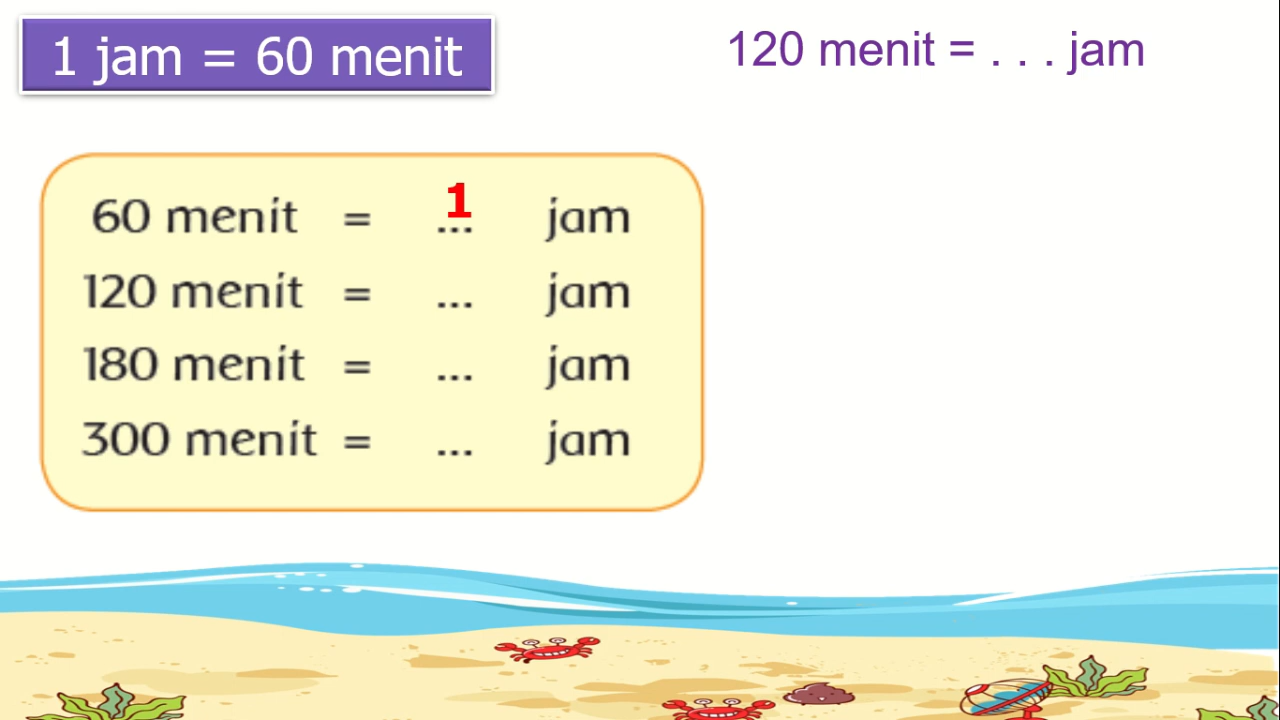 1 jam = 60 menit
120 menit = . . . jam
60 menit = 1 ... jam
120 menit = ... jam
180 menit = ... jam
300 menit = ... jam